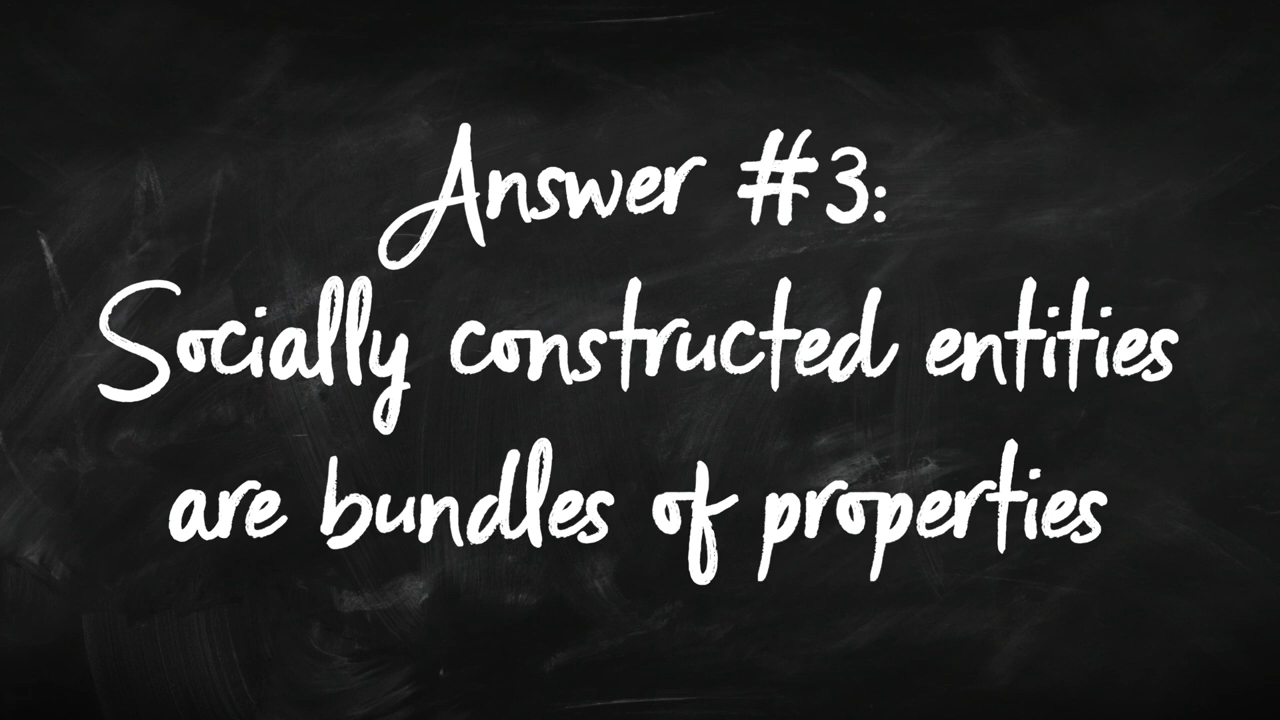 Answer #3:
Socially constructed entities
are bundles of properties